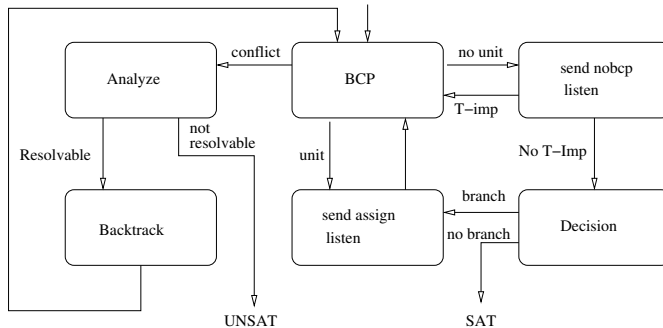 conflict
no unit
Analyze
BCP
send nobcp
listen
T−imp
not
resolvable
Resolvable
unit
No T−Imp
branch
Backtrack
send assign
listen
no branch
Decision
UNSAT
SAT